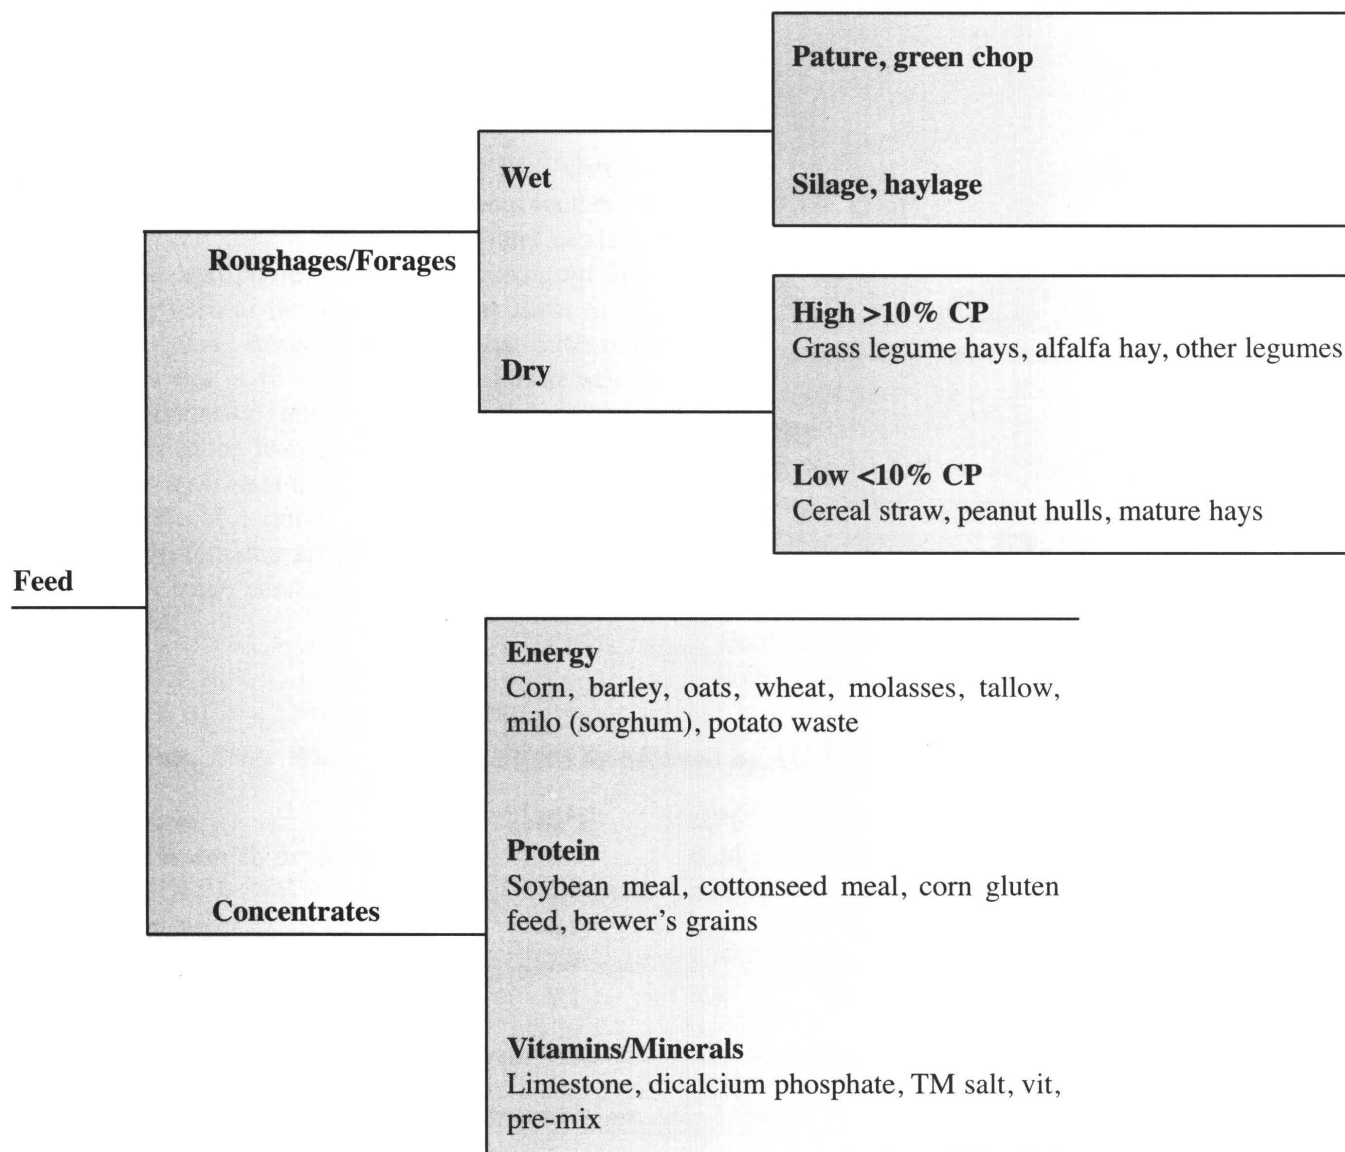 Pature, green chop
Wet
Silage, haylage
Roughages/Forages
High >10% CP
Grass legume hays, alfalfa hay, other legumes
Dry
Low <10% CP
Cereal straw, peanut hulls, mature hays
Feed
Energy
Corn, barley, oats, wheat, molasses, tallow,
milo (sorghum), potato waste
Protein
Soybean meal, cottonseed meal, corn gluten
feed, brewer’s grains
Concentrates
Vitamins/Minerals
Limestone, dicalcium phosphate, TM salt, vit,
pre-mix